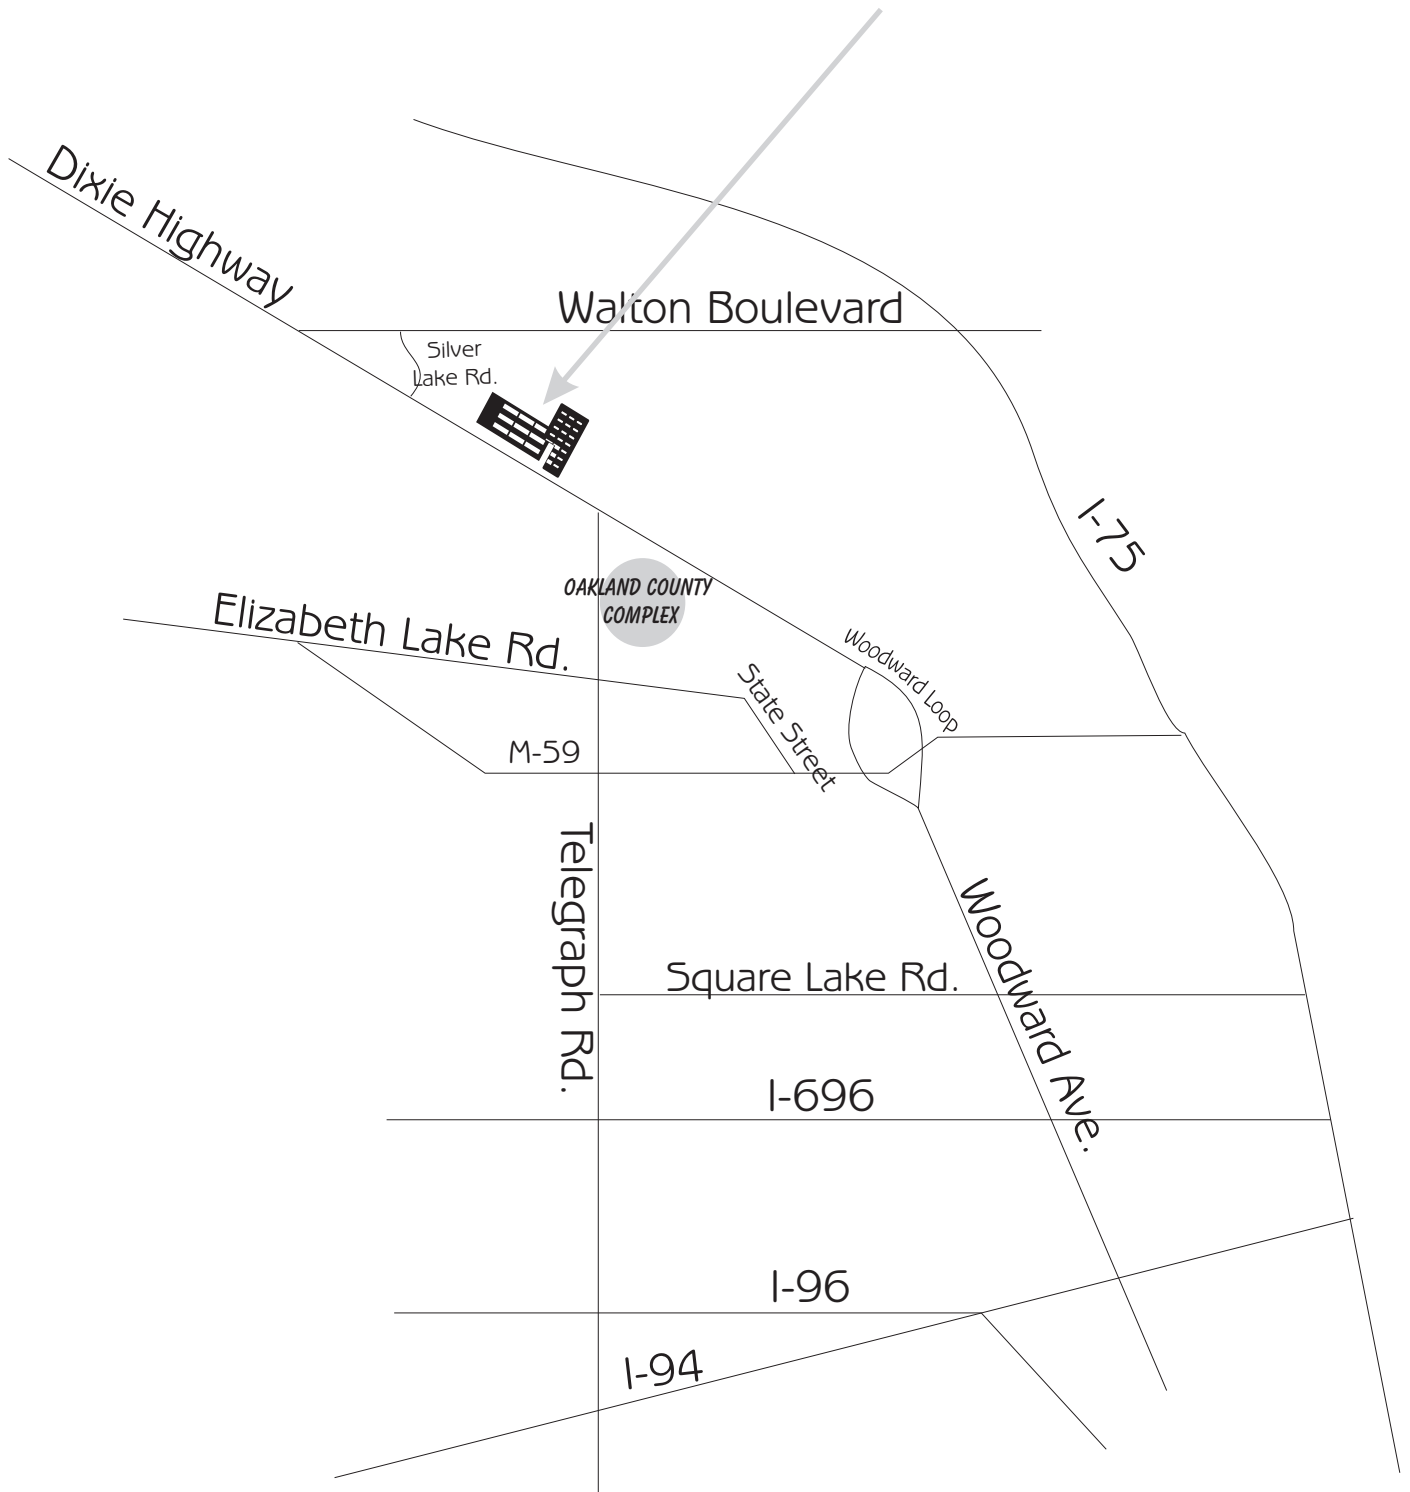 Dixie Highway
Walton Boulevard
Silver
Lake Rd.
I-75
OAKLAND COUNTY
COMPLEX
Elizabeth Lake Rd.
Woodward Loop
State Street
M-59
Telegraph Rd.
Woodward Ave.
Square Lake Rd.
I-696
I-96
I-94